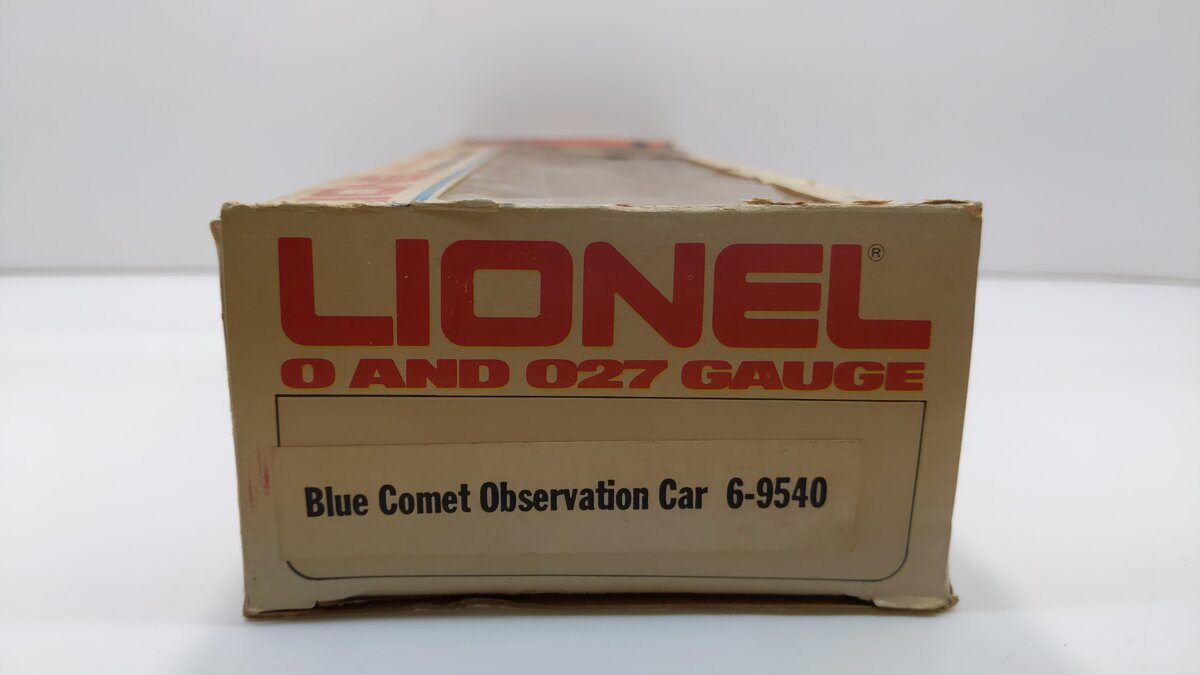 LIONEL®
O AND O27 GAUGE
Blue Comet Observation Car 6-9540